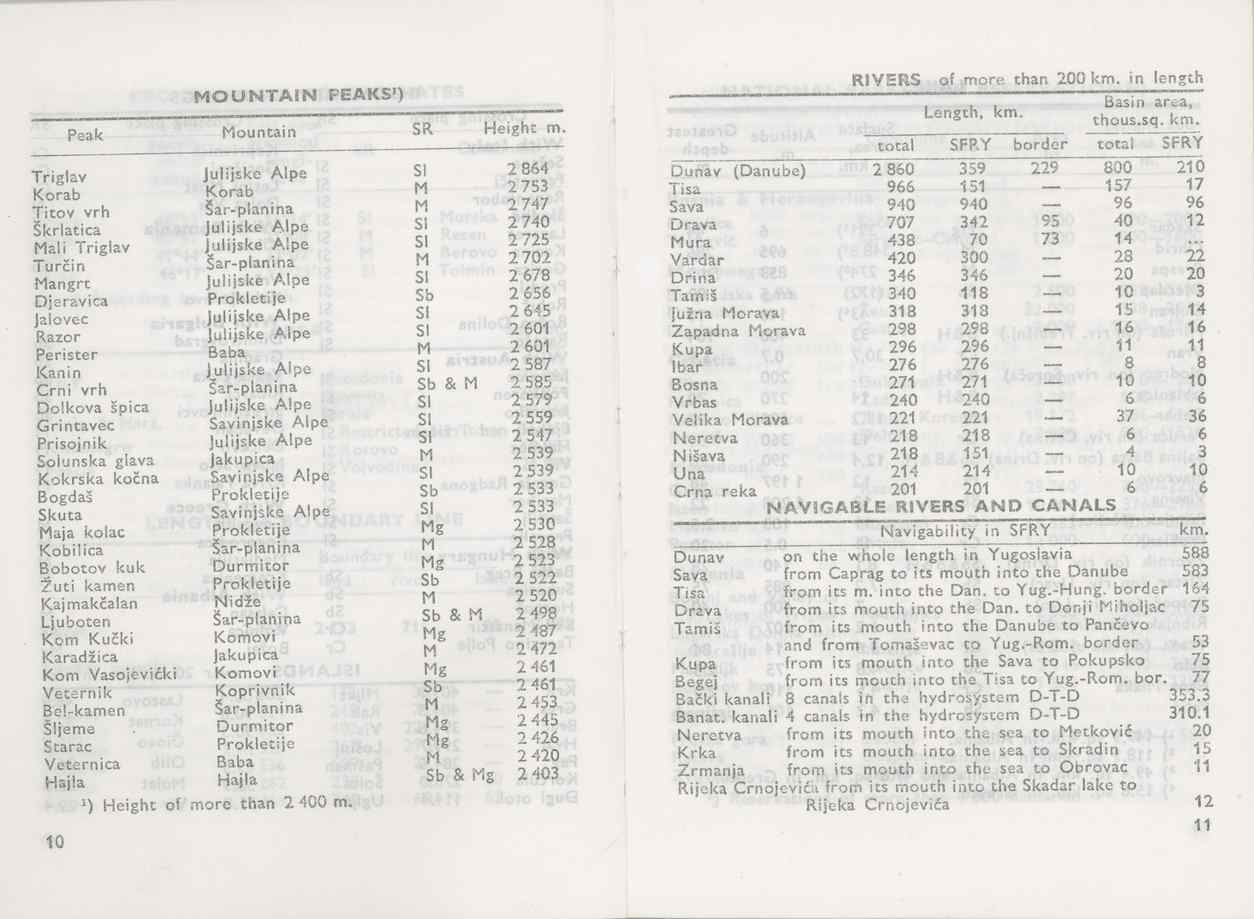 MOUNTAIN PEAKS¹)
Peak Mountain SR Height m.
Triglav Julijske Alpe Sl 2 864
Korab Korab M 2 753
Titov vrh Šar-planina M 2 747
Škrlatica Julijske Alpe Sl 2 740
Mali Triglav Julijske Alpe Sl 2 725
Turčin Šar-planina M 2 702
Mangrt Julijske Alpe Sl 2 678
Djeravica Prokletije Sb 2 656
Jalovec Julijske Alpe Sl 2 645
Razor Julijske Alpe Sl 2 601
Perister Baba M 2 601
Kanin Julijske Alpe Sl 2 587
Crni vrh Šar-planina Sb & M 2 585
Dolkova špica Julijske Alpe Sl 2 579
Grintavec Savinjske Alpe Sl 2 559
Prisojnik Julijske Alpe Sl 2 547
Solunska glava Jakupica M 2 539
Kokrska kočna Savinjske Alpe Sl 2 539
Bogdaš Prokletije Sb 2 533
Skuta Savinjske Alpe Sl 2 533
Maja kolac Prokletije Mg 2 530
Kobilica Šar-planina M 2 528
Bobotov kuk Durmitor Mg 2 523
Žuti kamen Prokletije Sb 2 522
Kajmakčalan Nidže M 2 520
Ljuboten Šar-planina Sb & M 2 498
Kom Kučki Komovi Mg 2 487
Karadžica Jakupica M 2 472
Kom Vasojevićki Komovi Mg 2 461
Veternik Koprivnik Sb 2 461
Bel-kamen Šar-planina M 2 453
Šljeme Durmitor Mg 2 445
Starac Prokletije Mg 2 426
Veternica Baba M 2 420
Hajla Hajla Sb & Mg 2 403
¹) Height of more than 2 400 m.
10
RIVERS of more than 200 km. in length
Length, km. Basin area, thous.sq. km.
total SFRY border total SFRY
Dunav (Danube) 2 860 359 229 800 210
Tisa 966 151 — 157 17
Sava 940 940 — 96 96
Drava 707 342 95 40 12
Mura 438 70 73 14 ...
Vardar 420 300 — 28 22
Drina 346 346 — 20 20
Tamiš 340 118 — 10 3
Južna Morava 318 318 — 15 14
Zapadna Morava 298 298 — 16 16
Kupa 296 296 — 11 11
Ibar 276 276 — 8 8
Bosna 271 271 — 10 10
Vrbas 240 240 — 6 6
Velika Morava 221 221 — 37 36
Neretva 218 218 — 6 6
Nišava 218 151 — 4 3
Una 214 214 — 10 10
Crna reka 201 201 — 6 6
NAVIGABLE RIVERS AND CANALS
Navigability in SFRY km.
Dunav on the whole length in Yugoslavia 588
Sava from Caprag to its mouth into the Danube 583
Tisa from its m. into the Dan. to Yug.-Hung. border 164
Drava from its mouth into the Dan. to Donji Miholjac 75
Tamiš from its mouth into the Danube to Pančevo
and from Tomaševac to Yug.-Rom. border 53
Kupa from its mouth into the Sava to Pokupsko 75
Begej from its mouth into the Tisa to Yug.-Rom. bor. 77
Bački kanali 8 canals in the hydrosystem D-T-D 353.3
Banat. kanali 4 canals in the hydrosystem D-T-D 310.1
Neretva from its mouth into the sea to Metković 20
Krka from its mouth into the sea to Skradin 15
Zrmanja from its mouth into the sea to Obrovac 11
Rijeka Crnojevića from its mouth into the Skadar lake to
Rijeka Crnojevića 12
11